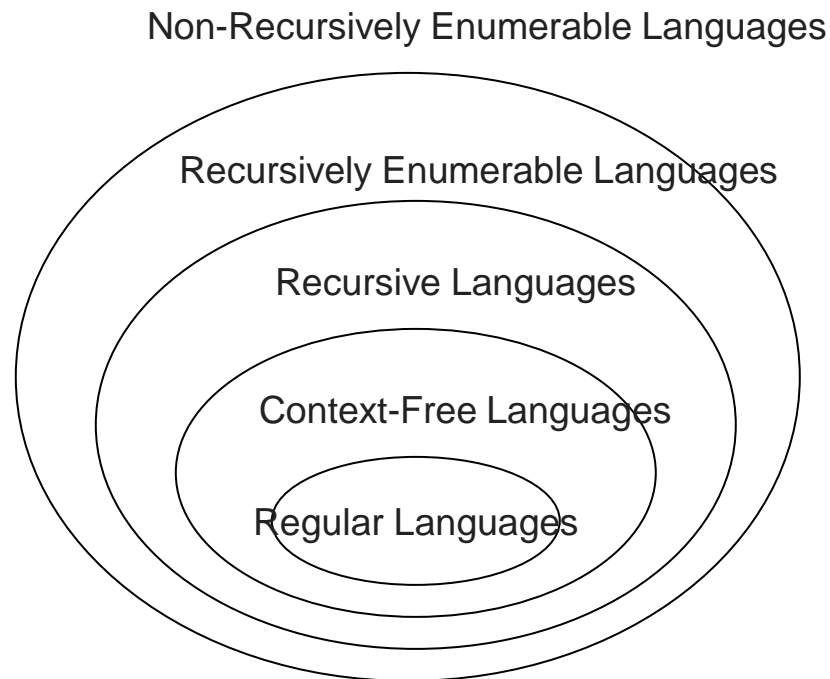 Non-Recursively Enumerable Languages
Recursively Enumerable Languages
Recursive Languages
Context-Free Languages
Regular Languages